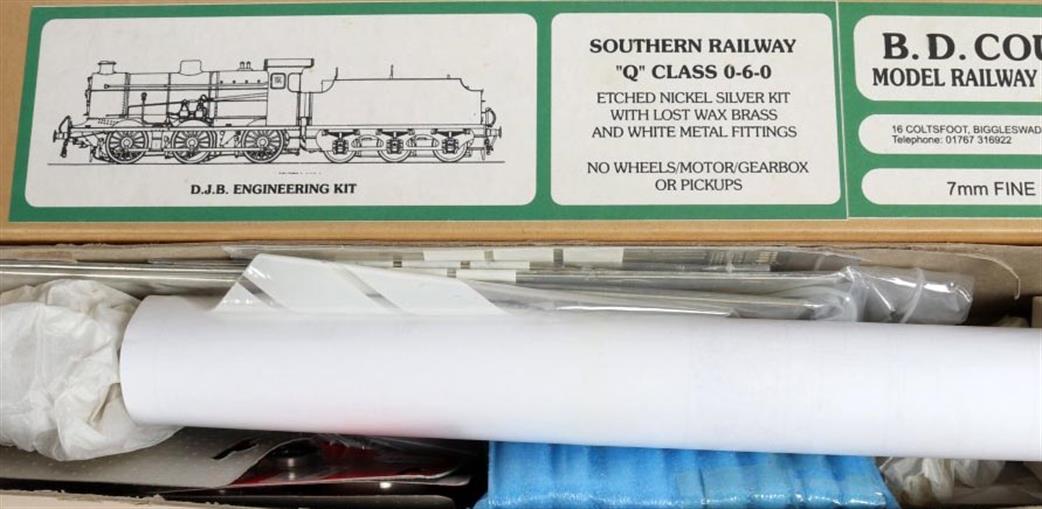 D.J.B. ENGINEERING KIT
SOUTHERN RAILWAY
"Q" CLASS 0-6-0
ETCHED NICKEL SILVER KIT
WITH LOST WAX BRASS
AND WHITE METAL FITTINGS
NO WHEELS/MOTOR/GEARBOX
OR PICKUPS
B.D. COU
MODEL RAILWAY
16 COLTSFOOT, BIGGLESWAD
Telephone: 01767 316922
7mm FINE